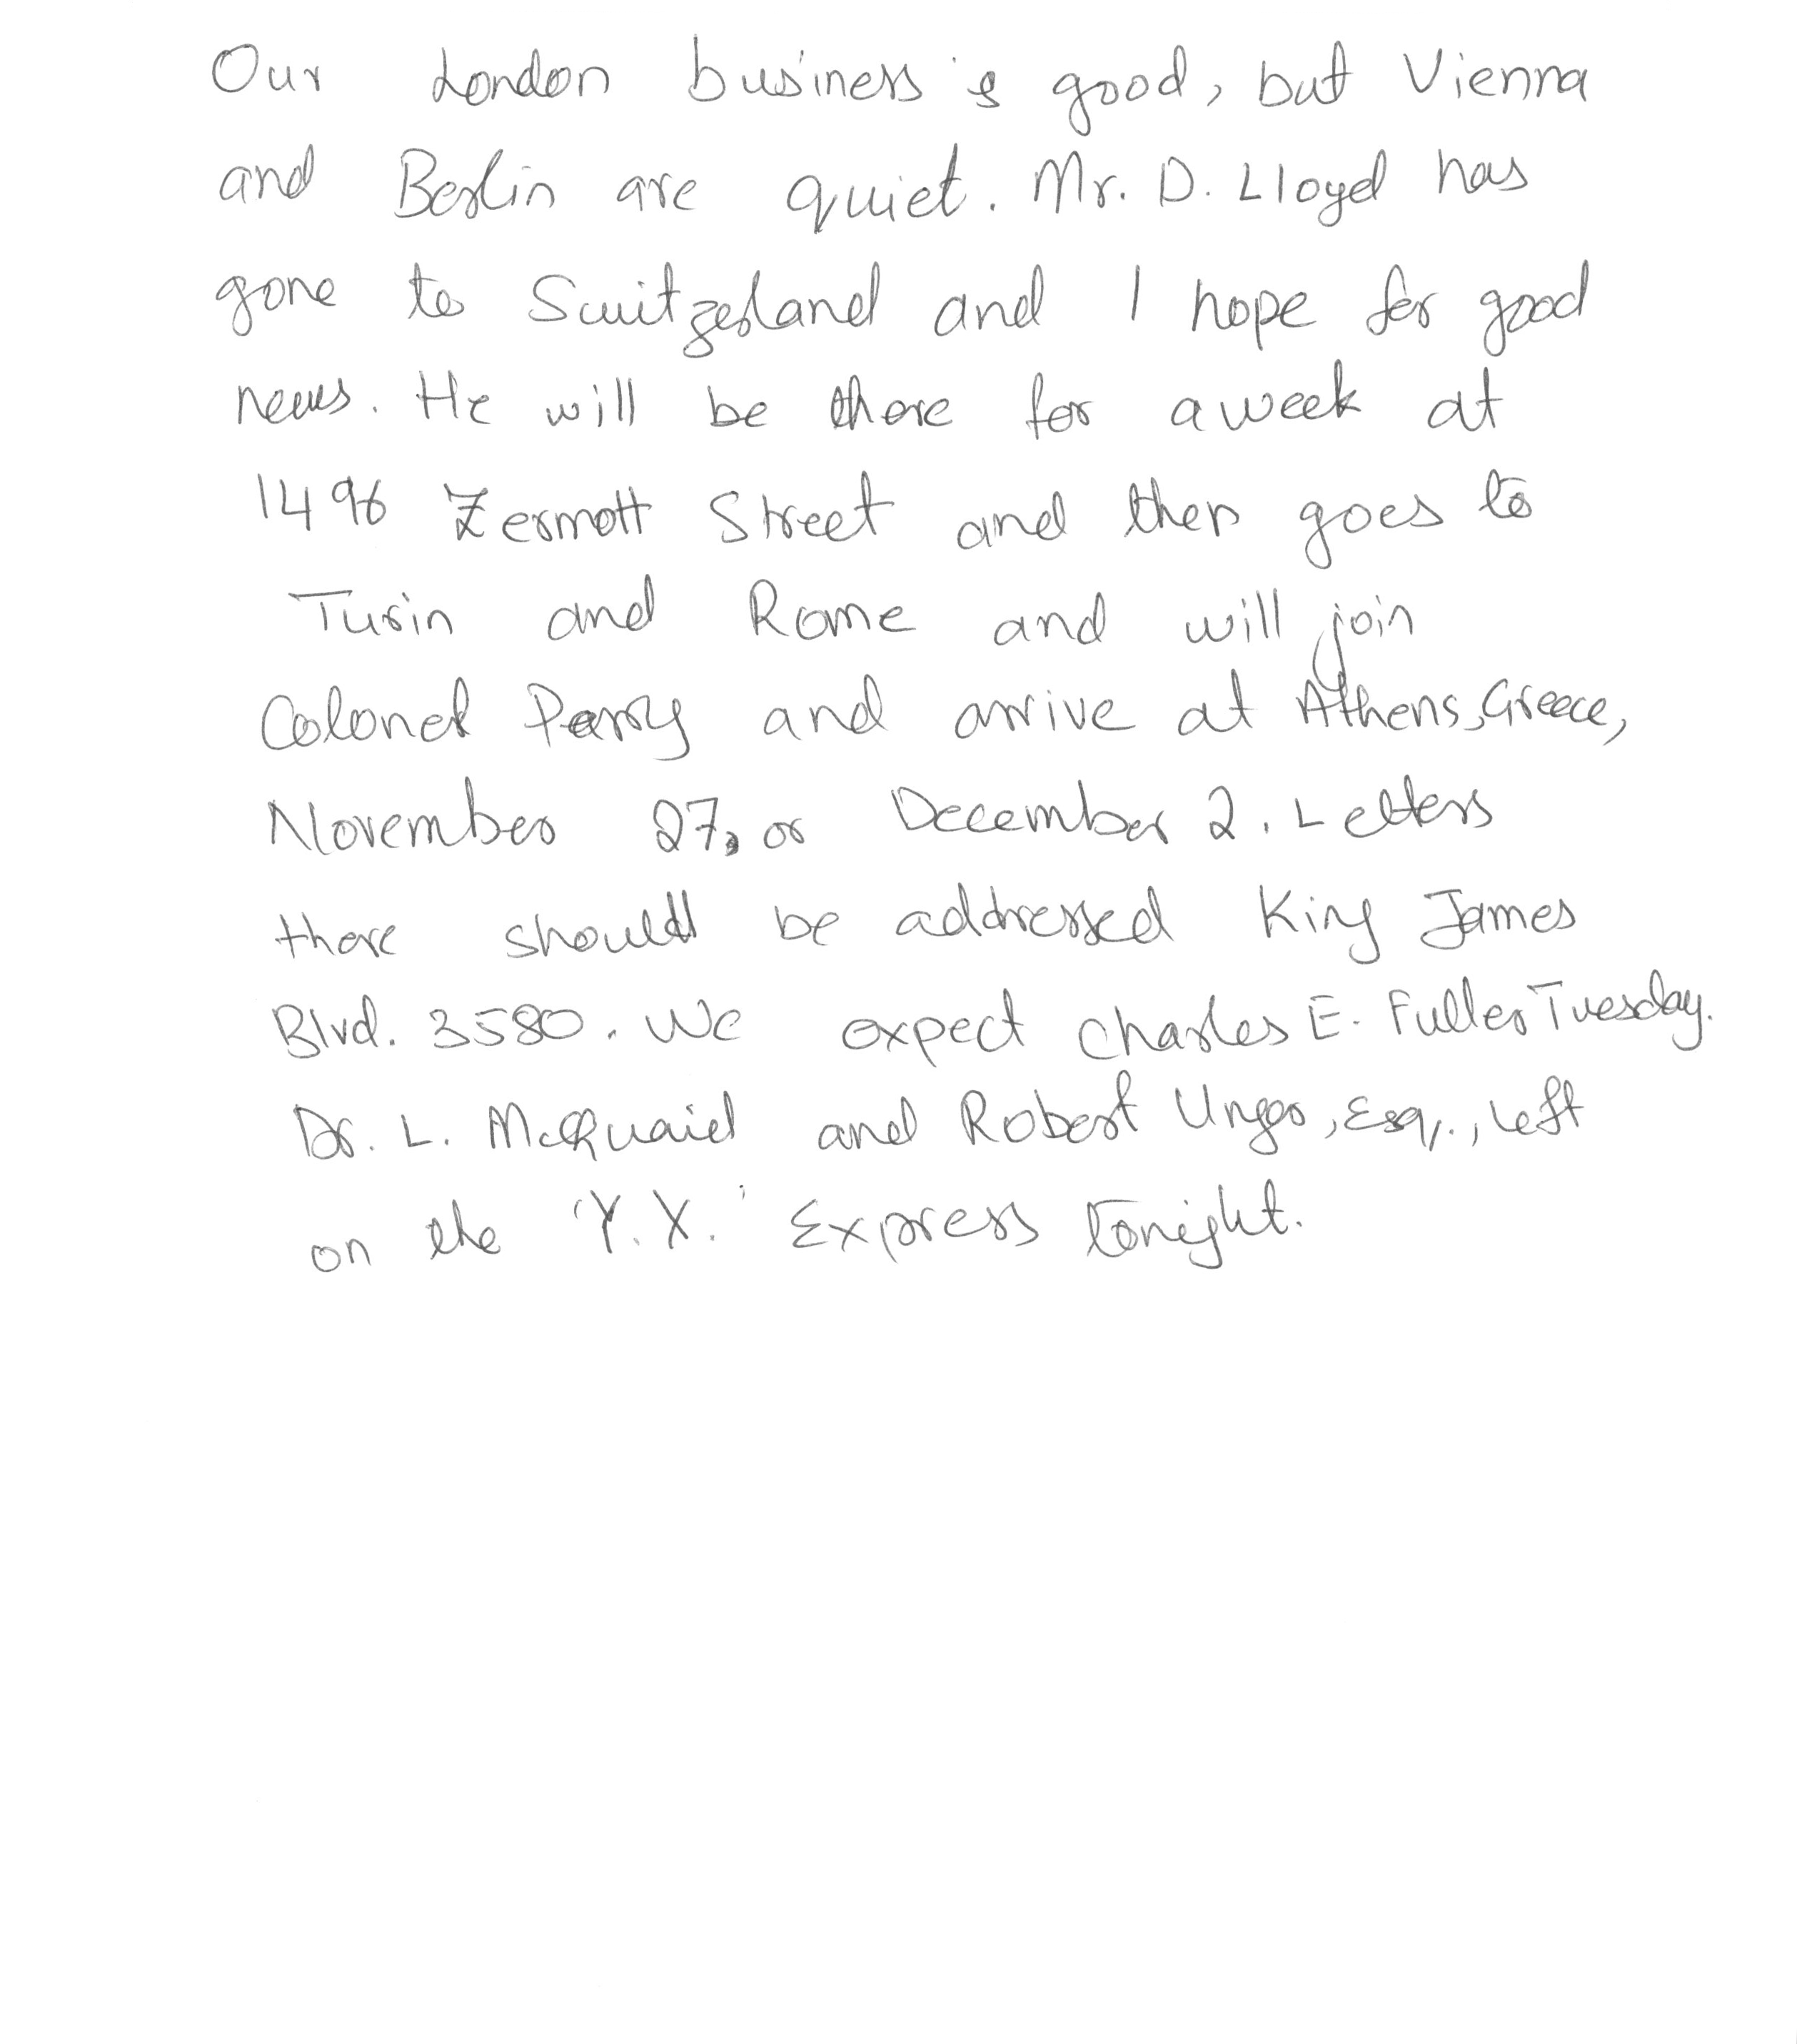 Our London business is good, but Vienna
and Berlin are quiet. Mr. D. Lloyd has
gone to Switzerland and I hope for good
news. He will be there for a week at
1496 Zermott Street and then goes to
Turin and Rome and will join
Colonel Parry and arrive at Athens, Greece,
November 27, or December 2. Letters
there should be addressed King James
Blvd. 3580. We expect Charles E. Fuller Tuesday.
Dr. L. McQuaid and Robert Unger, Esq., left
on the 'Y.X.' Express tonight.